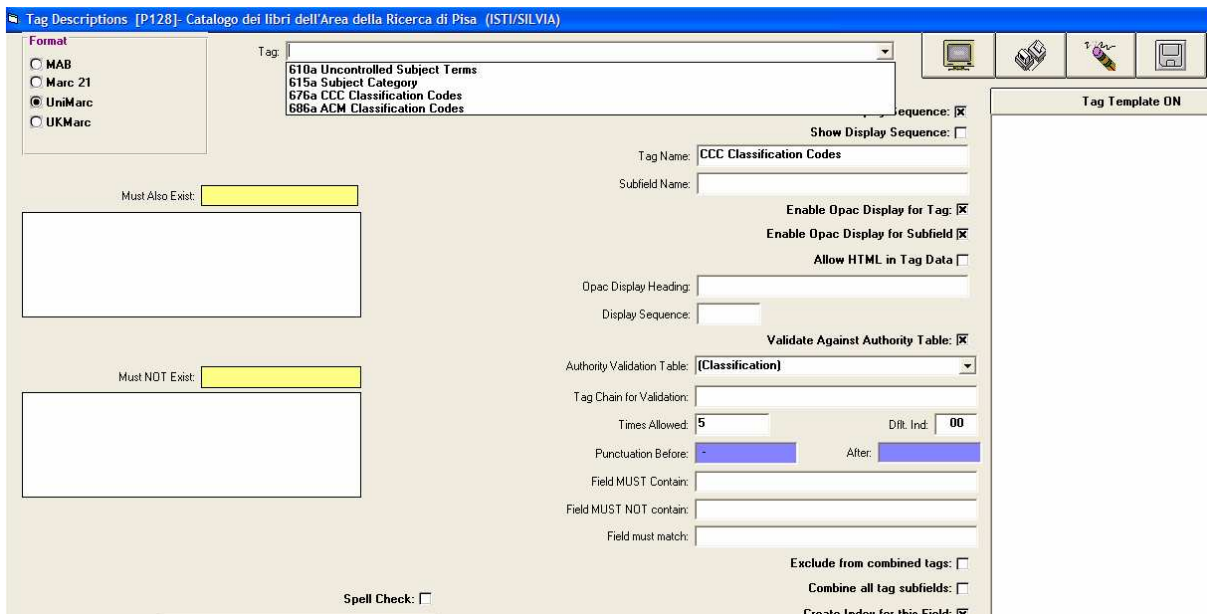 Tag Descriptions [P128]- Catalogo dei libri dell'Area della Ricerca di Pisa (ISTI/SILVIA)
Format
MAB
Marc 21
UniMarc
UKMarc
Tag:
610a Uncontrolled Subject Terms
615a Subject Category
676a CCC Classification Codes
686a ACM Classification Codes
Tag Template ON
Sequence:
Show Display Sequence:
Tag Name: CCC Classification Codes
Subfield Name:
Must Also Exist:
Enable Opac Display for Tag:
Enable Opac Display for Subfield
Allow HTML in Tag Data
Opac Display Heading:
Display Sequence:
Validate Against Authority Table:
Authority Validation Table: (Classification)
Must NOT Exist:
Tag Chain for Validation:
Times Allowed: 5 Dflt. Ind: 00
Punctuation Before: - After:
Field MUST Contain:
Field MUST NOT contain:
Field must match:
Exclude from combined tags:
Combine all tag subfields:
Spell Check:
Create Index for this Field: